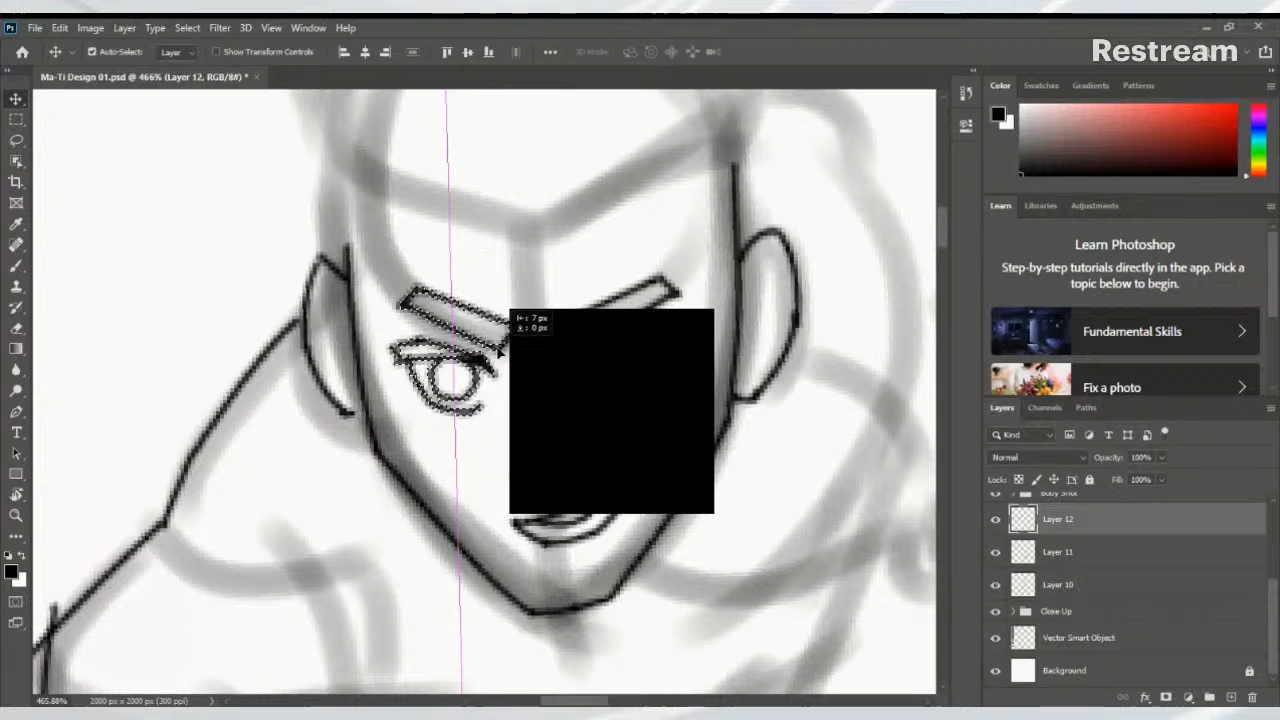 File Edit Image Layer Type Select Filter 3D View Window Help
Auto-Select: Layer Show Transform Controls 3D Mode
Restream
Ma-Ti Design 01.psd @ 466% (Layer 12, RGB/8#) *
Color Swatches Gradients Patterns
Learn Libraries Adjustments
Learn Photoshop
Step-by-step tutorials directly in the app. Pick a
topic below to begin.
Fundamental Skills
Fix a photo
7 px
0 px
Layers Channels Paths
Kind
Normal Opacity: 100%
Lock: Fill: 100%
Body Shot
Layer 12
Layer 11
Layer 10
Close Up
Vector Smart Object
Background
465.88% 2000 px x 2000 px (300 ppi)